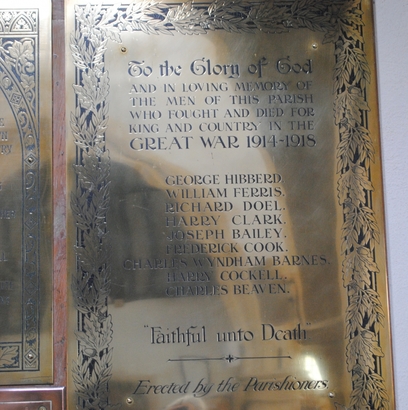 To the Glory of God
AND IN LOVING MEMORY OF
THE MEN OF THIS PARISH
WHO FOUGHT AND DIED FOR
KING AND COUNTRY IN THE
GREAT WAR 1914-1918
GEORGE HIBBERD.
WILLIAM FERRIS.
RICHARD DOEL.
HARRY CLARK.
JOSEPH BAILEY.
FREDERICK COOK.
CHARLES WYNDHAM BARNES.
HARRY COCKELL.
CHARLES BEAVEN.
"Faithful unto Death"
Erected by the Parishioners